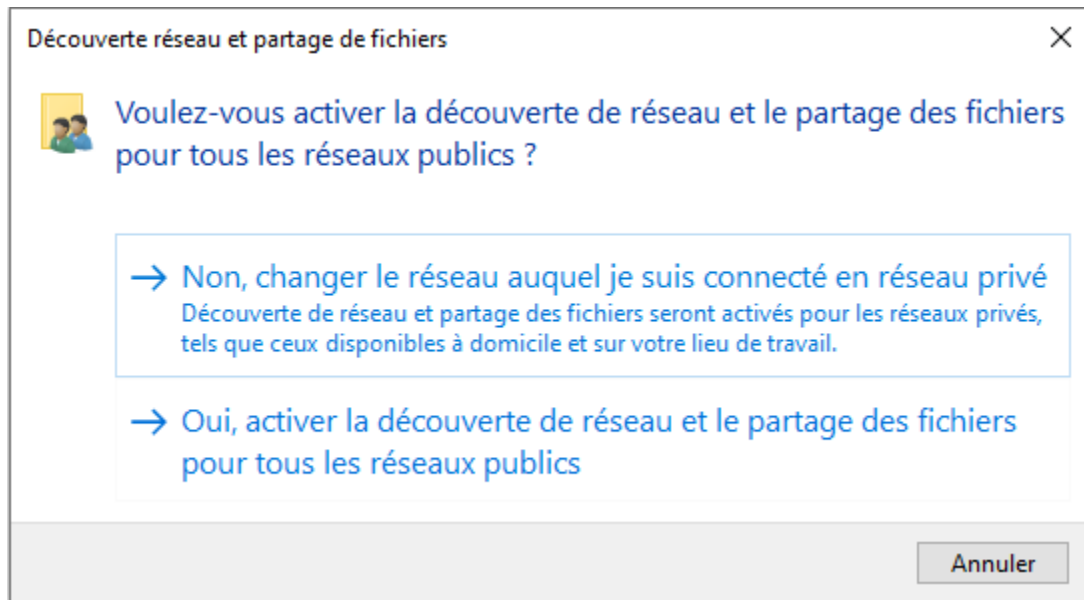 Découverte réseau et partage de fichiers
Voulez-vous activer la découverte de réseau et le partage des fichiers
pour tous les réseaux publics ?
Non, changer le réseau auquel je suis connecté en réseau privé
Découverte de réseau et partage des fichiers seront activés pour les réseaux privés,
tels que ceux disponibles à domicile et sur votre lieu de travail.
Oui, activer la découverte de réseau et le partage des fichiers
pour tous les réseaux publics
Annuler